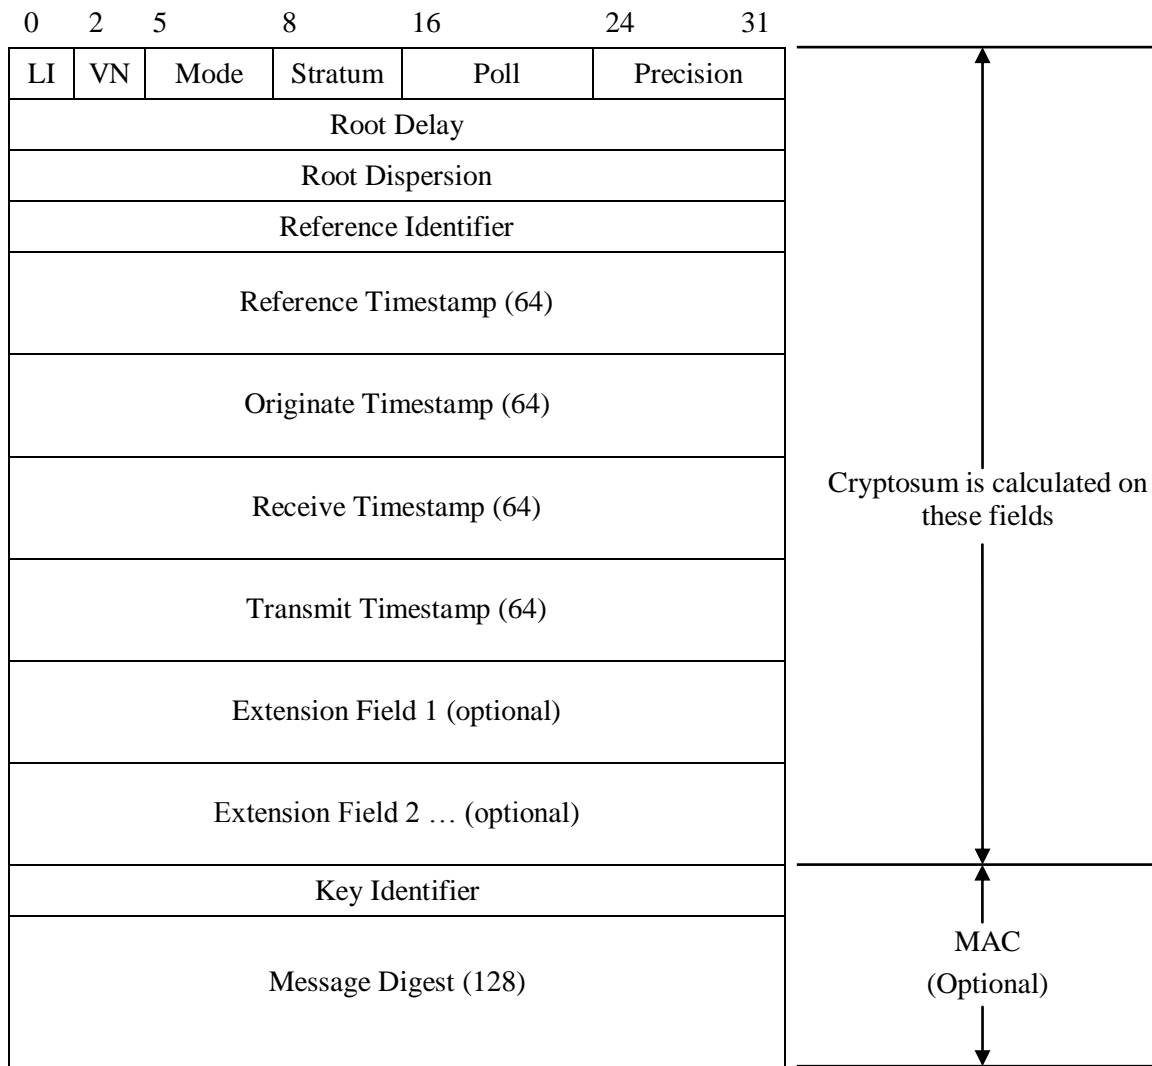 0 2 5 8 16 24 31
LI VN Mode Stratum Poll Precision
Root Delay
Root Dispersion
Reference Identifier
Reference Timestamp (64)
Originate Timestamp (64)
Receive Timestamp (64)
Transmit Timestamp (64)
Extension Field 1 (optional)
Extension Field 2 … (optional)
Key Identifier
Message Digest (128)
Cryptosum is calculated on
these fields
MAC
(Optional)